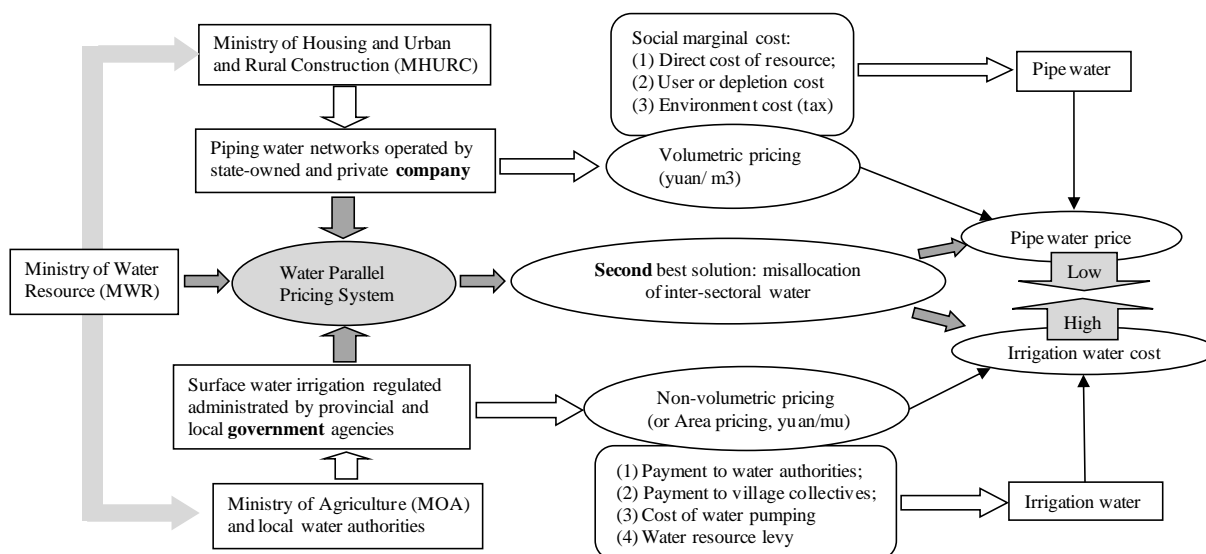 Ministry of Housing and Urban
and Rural Construction (MHURC)
Social marginal cost:
(1) Direct cost of resource;
(2) User or depletion cost
(3) Environment cost (tax)
Pipe water
Piping water networks operated by
state-owned and private company
Volumetric pricing
(yuan/ m3)
Pipe water price
Ministry of Water
Resource (MWR)
Water Parallel
Pricing System
Second best solution: misallocation
of inter-sectoral water
Low
High
Irrigation water cost
Surface water irrigation regulated
administrated by provincial and
local government agencies
Non-volumetric pricing
(or Area pricing, yuan/mu)
(1) Payment to water authorities;
(2) Payment to village collectives;
(3) Cost of water pumping
(4) Water resource levy
Irrigation water
Ministry of Agriculture (MOA)
and local water authorities